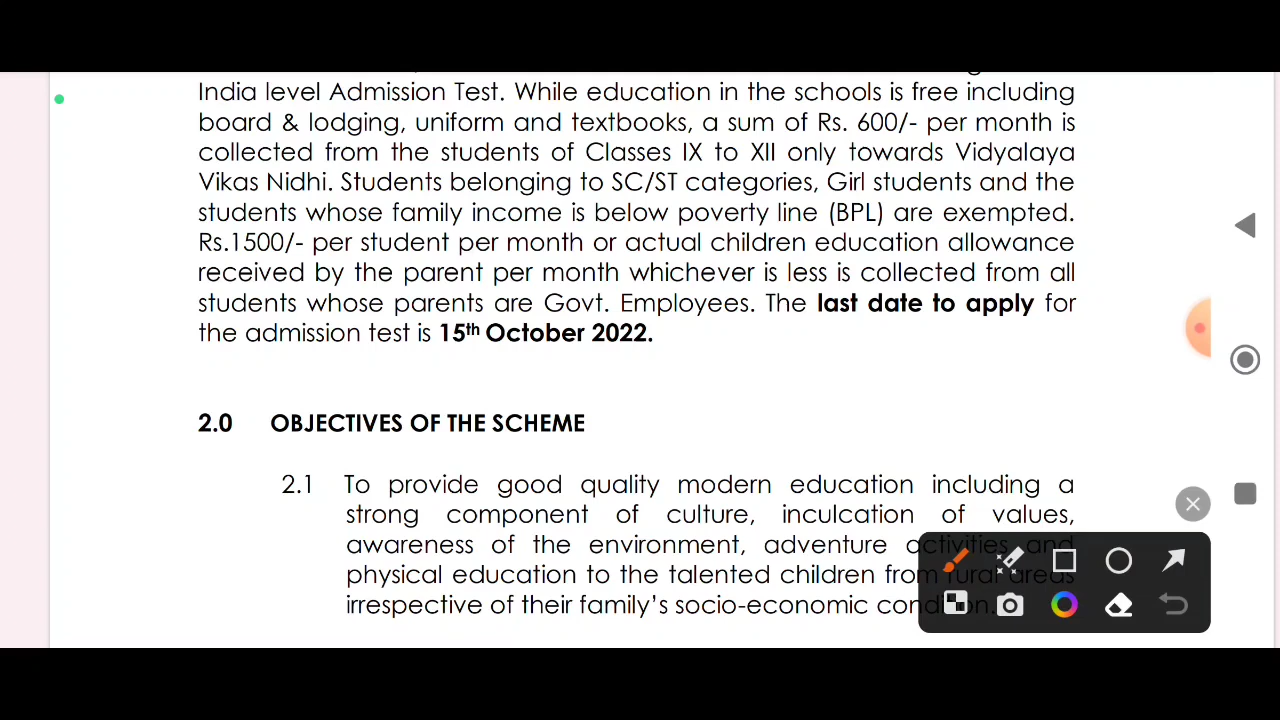 India level Admission Test. While education in the schools is free including
board & lodging, uniform and textbooks, a sum of Rs. 600/- per month is
collected from the students of Classes IX to XII only towards Vidyalaya
Vikas Nidhi. Students belonging to SC/ST categories, Girl students and the
students whose family income is below poverty line (BPL) are exempted.
Rs.1500/- per student per month or actual children education allowance
received by the parent per month whichever is less is collected from all
students whose parents are Govt. Employees. The last date to apply for
the admission test is 15th October 2022.
2.0 OBJECTIVES OF THE SCHEME
2.1 To provide good quality modern education including a
strong component of culture, inculcation of values,
awareness of the environment, adventure activities and
physical education to the talented children from rural areas
irrespective of their family's socio-economic condition.